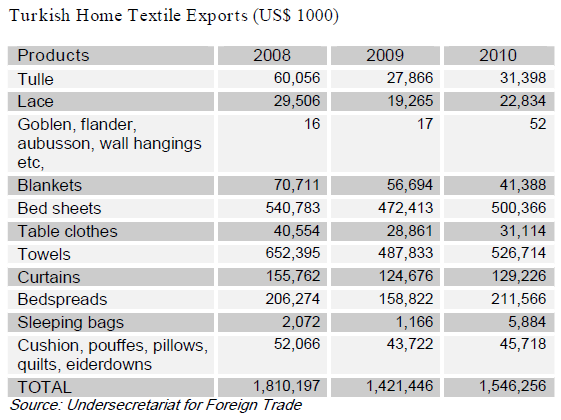 Turkish Home Textile Exports (US$ 1000)
Products 2008 2009 2010
Tulle 60,056 27,866 31,398
Lace 29,506 19,265 22,834
Goblen, flander, 16 17 52
aubusson, wall hangings
etc,
Blankets 70,711 56,694 41,388
Bed sheets 540,783 472,413 500,366
Table clothes 40,554 28,861 31,114
Towels 652,395 487,833 526,714
Curtains 155,762 124,676 129,226
Bedspreads 206,274 158,822 211,566
Sleeping bags 2,072 1,166 5,884
Cushion, pouffes, pillows, 52,066 43,722 45,718
quilts, eiderdowns
TOTAL 1,810,197 1,421,446 1,546,256
Source: Undersecretariat for Foreign Trade